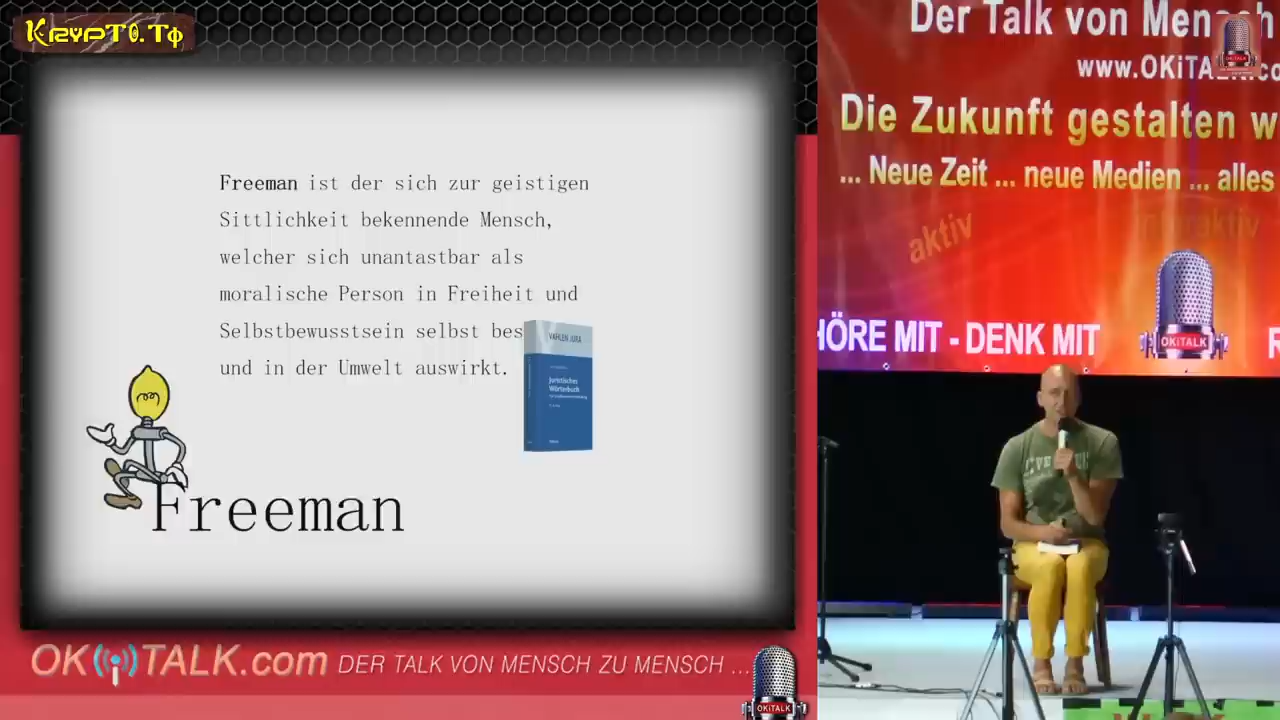 KrypT0.Tφ
Freeman ist der sich zur geistigen
Sittlichkeit bekennende Mensch,
welcher sich unantastbar als
moralische Person in Freiheit und
Selbstbewusstsein selbst bes
und in der Umwelt auswirkt.
VAHLEN JURA
Juristisches
Wörterbuch
Freeman
OK TALK.com DER TALK VON MENSCH ZU MENSCH ...
OKiTALK
Der Talk von Mensch
OKiTALK
www.OKiTALK.co
Die Zukunft gestalten w
... Neue Zeit ... neue Medien ... alles
aktiv
interaktiv
HÖRE MIT - DENK MIT
OKiTALK
R